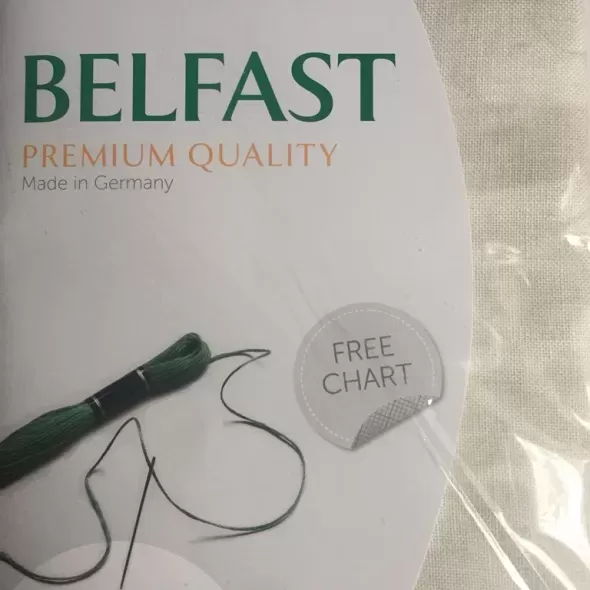 BELFAST
PREMIUM QUALITY
Made in Germany
FREE
CHART